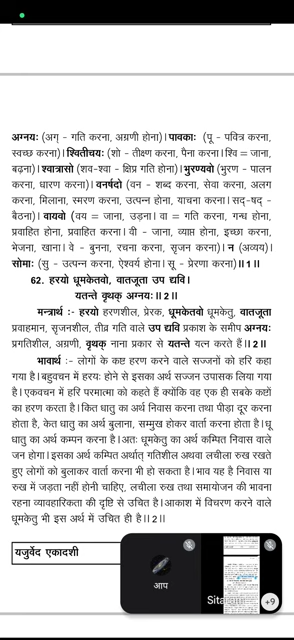 अग्नयः (अग् - गति करना, अग्रणी होना)। पावकाः (पू - पवित्र करना,
स्वच्छ करना)। श्वितीचयः (शो - तीक्ष्ण करना, पैना करना। श्वि = जाना,
बढ़ना)। श्वात्रासो (शव-श्वा - क्षिप्र गति होना)। भुरण्यवो (भुरण - पालन
करना, धारण करना)। वनर्षदो (वन - शब्द करना, सेवा करना, अलग
करना, मिलाना, स्मरण करना, उत्पन्न होना, याचना करना। सद्-षद् -
बैठना)। वायवो (वय = जाना, उड़ना। वा = गति करना, गन्ध होना,
प्रवाहित होना, प्रवाहित करना। वी - जाना, व्याप्त होना, इच्छा करना,
भेजना, खाना। वे - बुनना, रचना करना, सृजन करना)। न (अव्यय)।
सोमाः (सु - उत्पन्न करना, ऐश्वर्य होना। सू - प्रेरणा करना)।।1।।
62. हरयो धूमकेतवो, वातजूता उप द्यवि।
यतन्ते वृथक् अग्नयः।।2।।
मन्त्रार्थ :- हरयो हरणशील, प्रेरक, धूमकेतवो धूमकेतु, वातजूता
प्रवाहमान, सृजनशील, तीव्र गति वाले उप द्यवि प्रकाश के समीप अग्नयः
प्रगतिशील, अग्रणी, वृथक् नाना प्रकार से यतन्ते यत्न करते हैं।।2।।
भावार्थ :- लोगों के कष्ट हरण करने वाले सज्जनों को हरि कहा
गया है। बहुवचन में हरयः होने से इसका अर्थ सज्जन उपासक लिया गया
है। एकवचन में हरि परमात्मा को कहते हैं क्योंकि वह एक ही सबके कष्टों
का हरण करता है। कित धातु का अर्थ निवास करना तथा पीड़ा दूर करना
होता है, केत धातु का अर्थ बुलाना, सम्मुख होकर वार्ता करना होता है। धू
धातु का अर्थ कम्पन करना है। अतः धूमकेतु का अर्थ कम्पित निवास वाले
जन होगा। इसका अर्थ कम्पित अर्थात् गतिशील अथवा लचीला रुख रखते
हुए लोगों को बुलाकर वार्ता करना भी हो सकता है। भाव यह है निवास या
रुख में जड़ता नहीं होनी चाहिए, लचीला रुख तथा समायोजन की भावना
रहना व्यावहारिकता की दृष्टि से उचित है। आकाश में विचरण करने वाले
धूमकेतु भी इस अर्थ में उचित ही है।।2।।
यजुर्वेद एकादशी
आप
Sita
+9